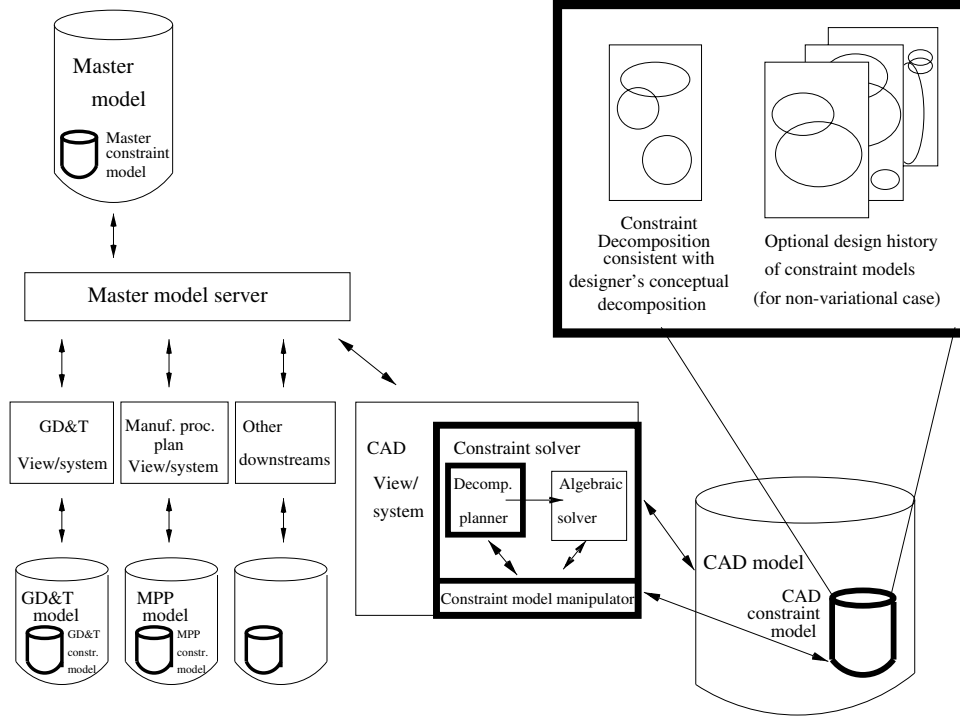 Master
model
Master
constraint
model
Master model server
GD&T
View/system
Manuf. proc.
plan
View/system
Other
downstreams
GD&T
model
GD&T
constr.
model
MPP
model
MPP
constr.
model
CAD
View/
system
Constraint solver
Decomp.
planner
Algebraic
solver
Constraint model manipulator
Constraint
Decomposition
consistent with
designer's conceptual
decomposition
Optional design history
of constraint models
(for non-variational case)
CAD model
CAD
constraint
model